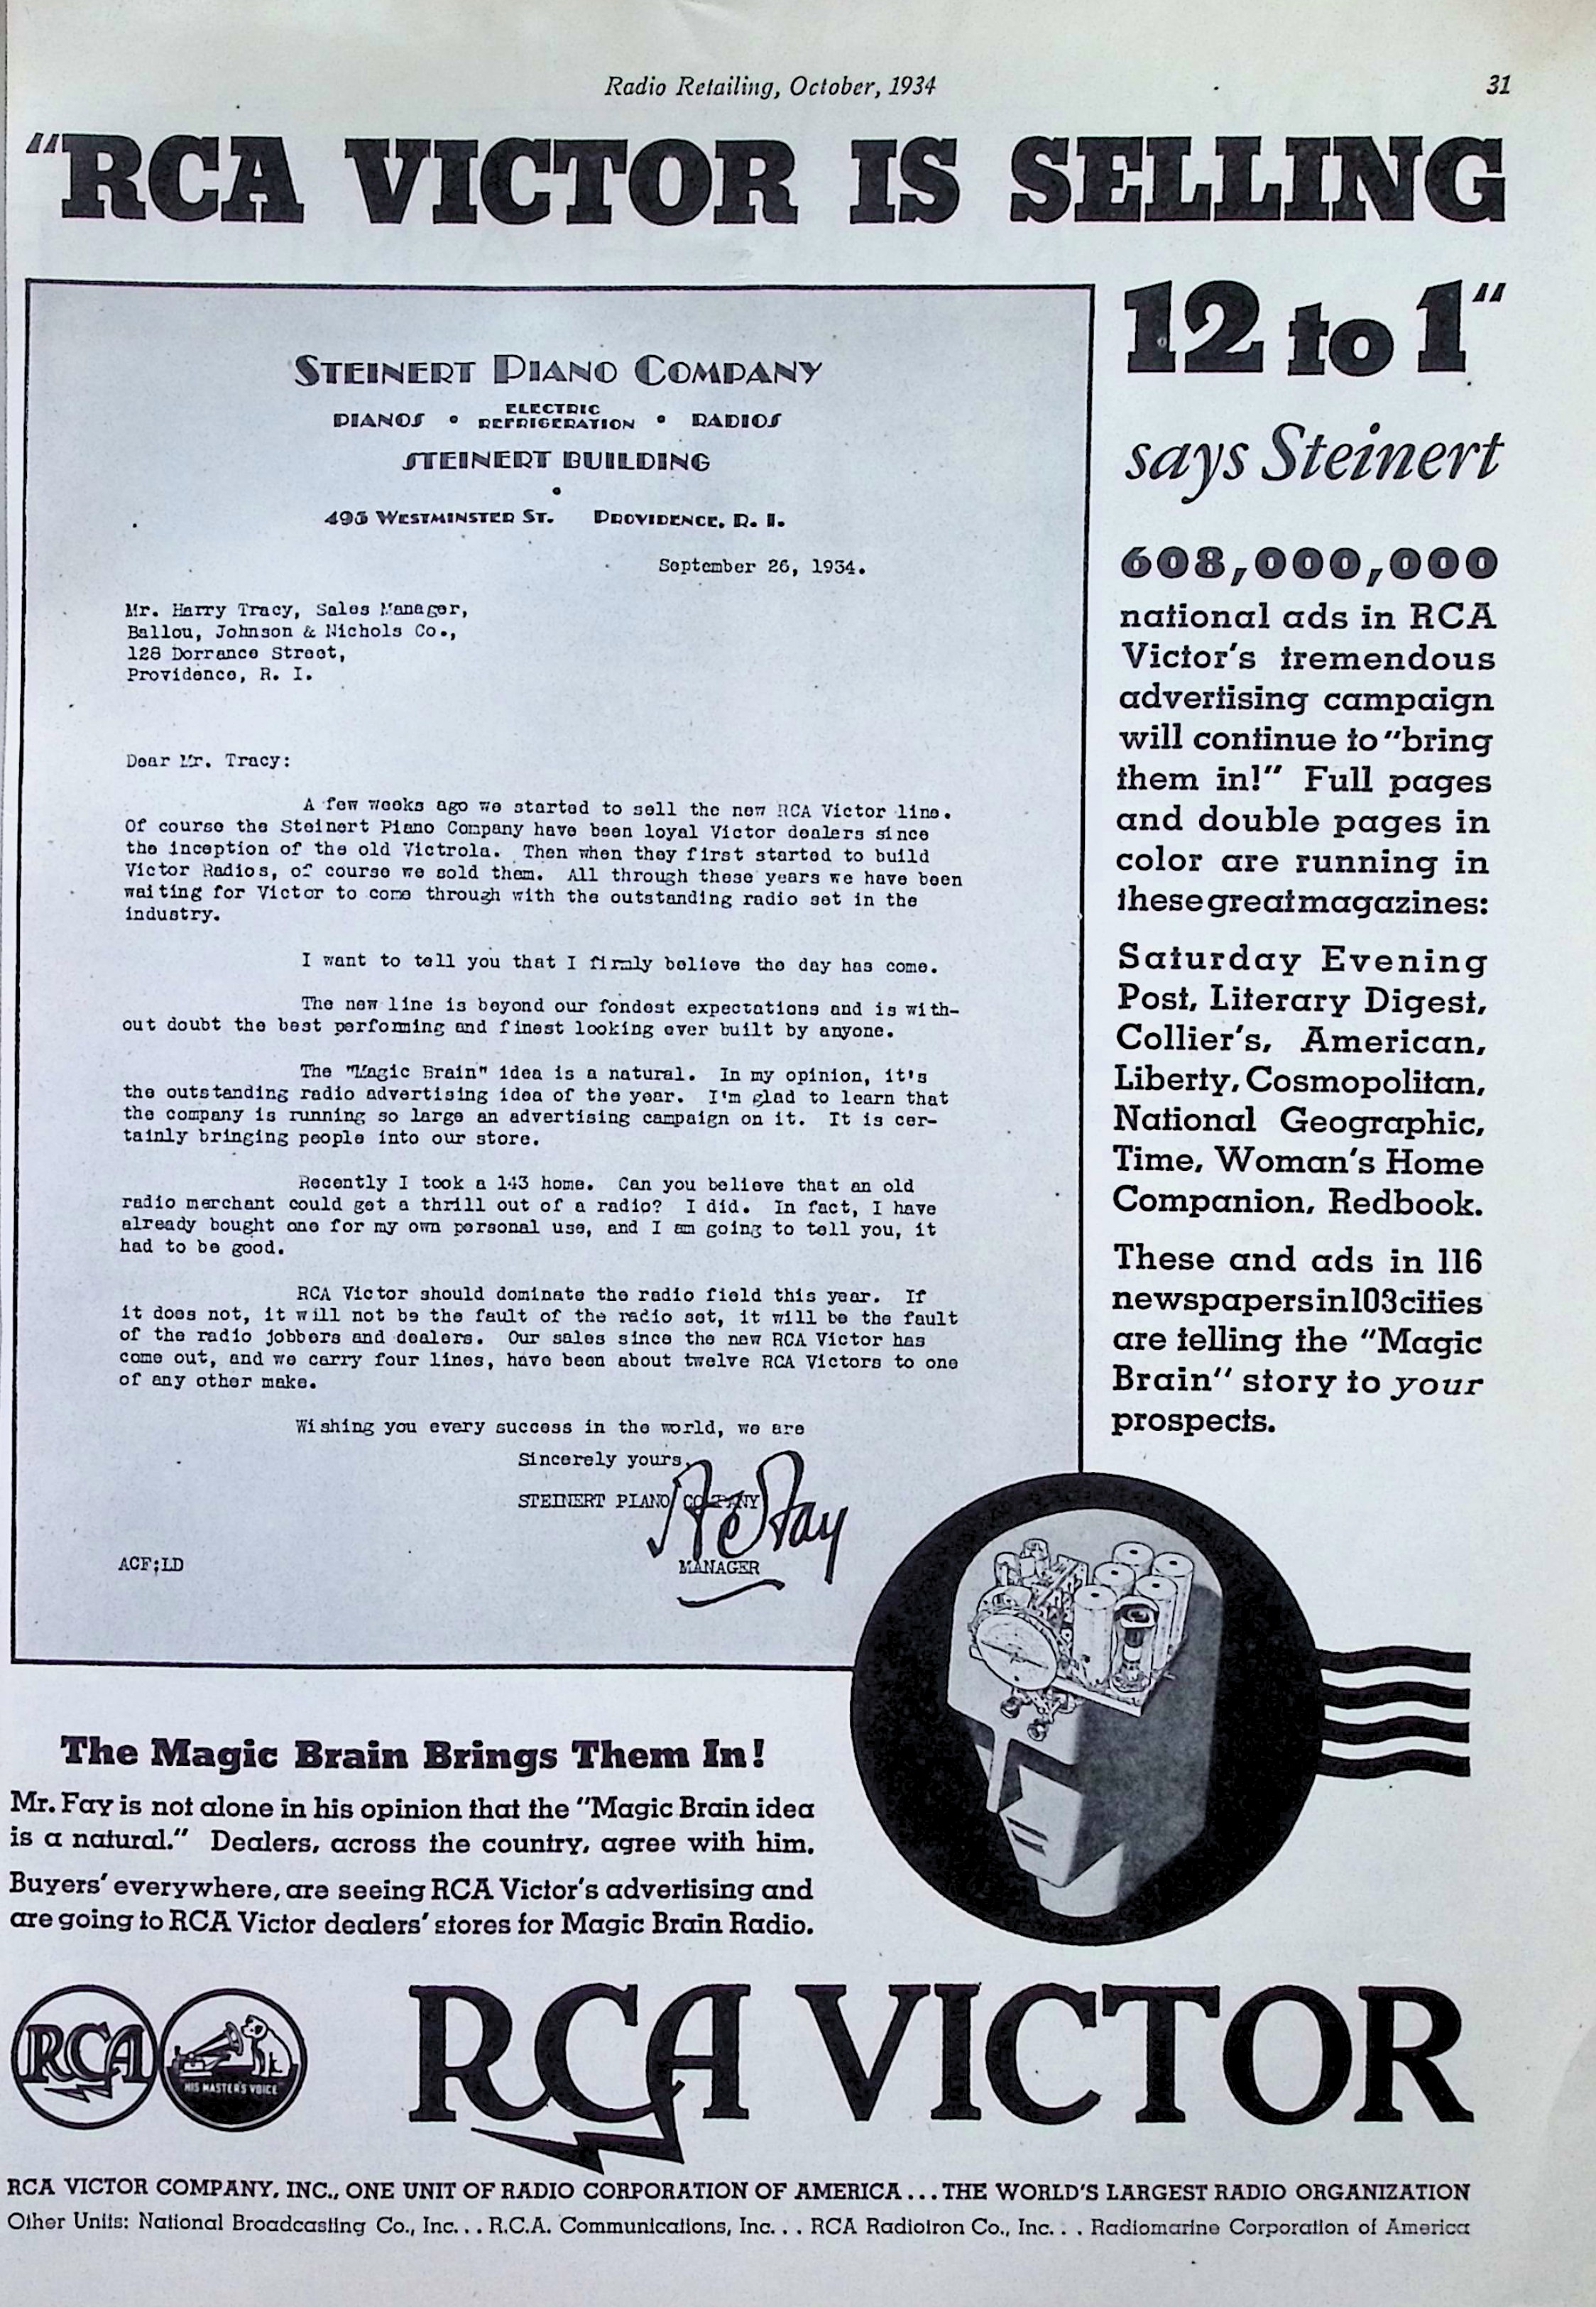 Radio Retailing, October, 1934
31
"RCA VICTOR IS SELLING
12 to 1"
says Steinert
STEINERT PIANO COMPANY
PIANOS • ELECTRIC REFRIGERATION • RADIOS
STEINERT BUILDING
495 WESTMINSTER ST. PROVIDENCE, R. I.
September 26, 1934.
Mr. Harry Tracy, Sales Manager,
Ballou, Johnson & Nichols Co.,
128 Dorrance Street,
Providence, R. I.
Dear Mr. Tracy:
A few weeks ago we started to sell the new RCA Victor line.
Of course the Steinert Piano Company have been loyal Victor dealers since
the inception of the old Victrola. Then when they first started to build
Victor Radios, of course we sold them. All through these years we have been
waiting for Victor to come through with the outstanding radio set in the
industry.
I want to tell you that I firmly believe the day has come.
The new line is beyond our fondest expectations and is with-
out doubt the best performing and finest looking ever built by anyone.
The "Magic Brain" idea is a natural. In my opinion, it's
the outstanding radio advertising idea of the year. I'm glad to learn that
the company is running so large an advertising campaign on it. It is cer-
tainly bringing people into our store.
Recently I took a 143 home. Can you believe that an old
radio merchant could get a thrill out of a radio? I did. In fact, I have
already bought one for my own personal use, and I am going to tell you, it
had to be good.
RCA Victor should dominate the radio field this year. If
it does not, it will not be the fault of the radio set, it will be the fault
of the radio jobbers and dealers. Our sales since the new RCA Victor has
come out, and we carry four lines, have been about twelve RCA Victors to one
of any other make.
Wishing you every success in the world, we are
Sincerely yours,
STEINERT PIANO COMPANY
ACFay
MANAGER
ACF;LD
608,000,000
national ads in RCA
Victor's tremendous
advertising campaign
will continue to "bring
them in!" Full pages
and double pages in
color are running in
these great magazines:
Saturday Evening
Post, Literary Digest,
Collier's, American,
Liberty, Cosmopolitan,
National Geographic,
Time, Woman's Home
Companion, Redbook.
These and ads in 116
newspapers in 103 cities
are telling the "Magic
Brain" story to your
prospects.
The Magic Brain Brings Them In!
Mr. Fay is not alone in his opinion that the "Magic Brain idea
is a natural." Dealers, across the country, agree with him.
Buyers' everywhere, are seeing RCA Victor's advertising and
are going to RCA Victor dealers' stores for Magic Brain Radio.
RCA
HIS MASTER'S VOICE
RCA VICTOR
RCA VICTOR COMPANY, INC., ONE UNIT OF RADIO CORPORATION OF AMERICA...THE WORLD'S LARGEST RADIO ORGANIZATION
Other Units: National Broadcasting Co., Inc... R.C.A. Communications, Inc... RCA Radiotron Co., Inc... Radiomarine Corporation of America